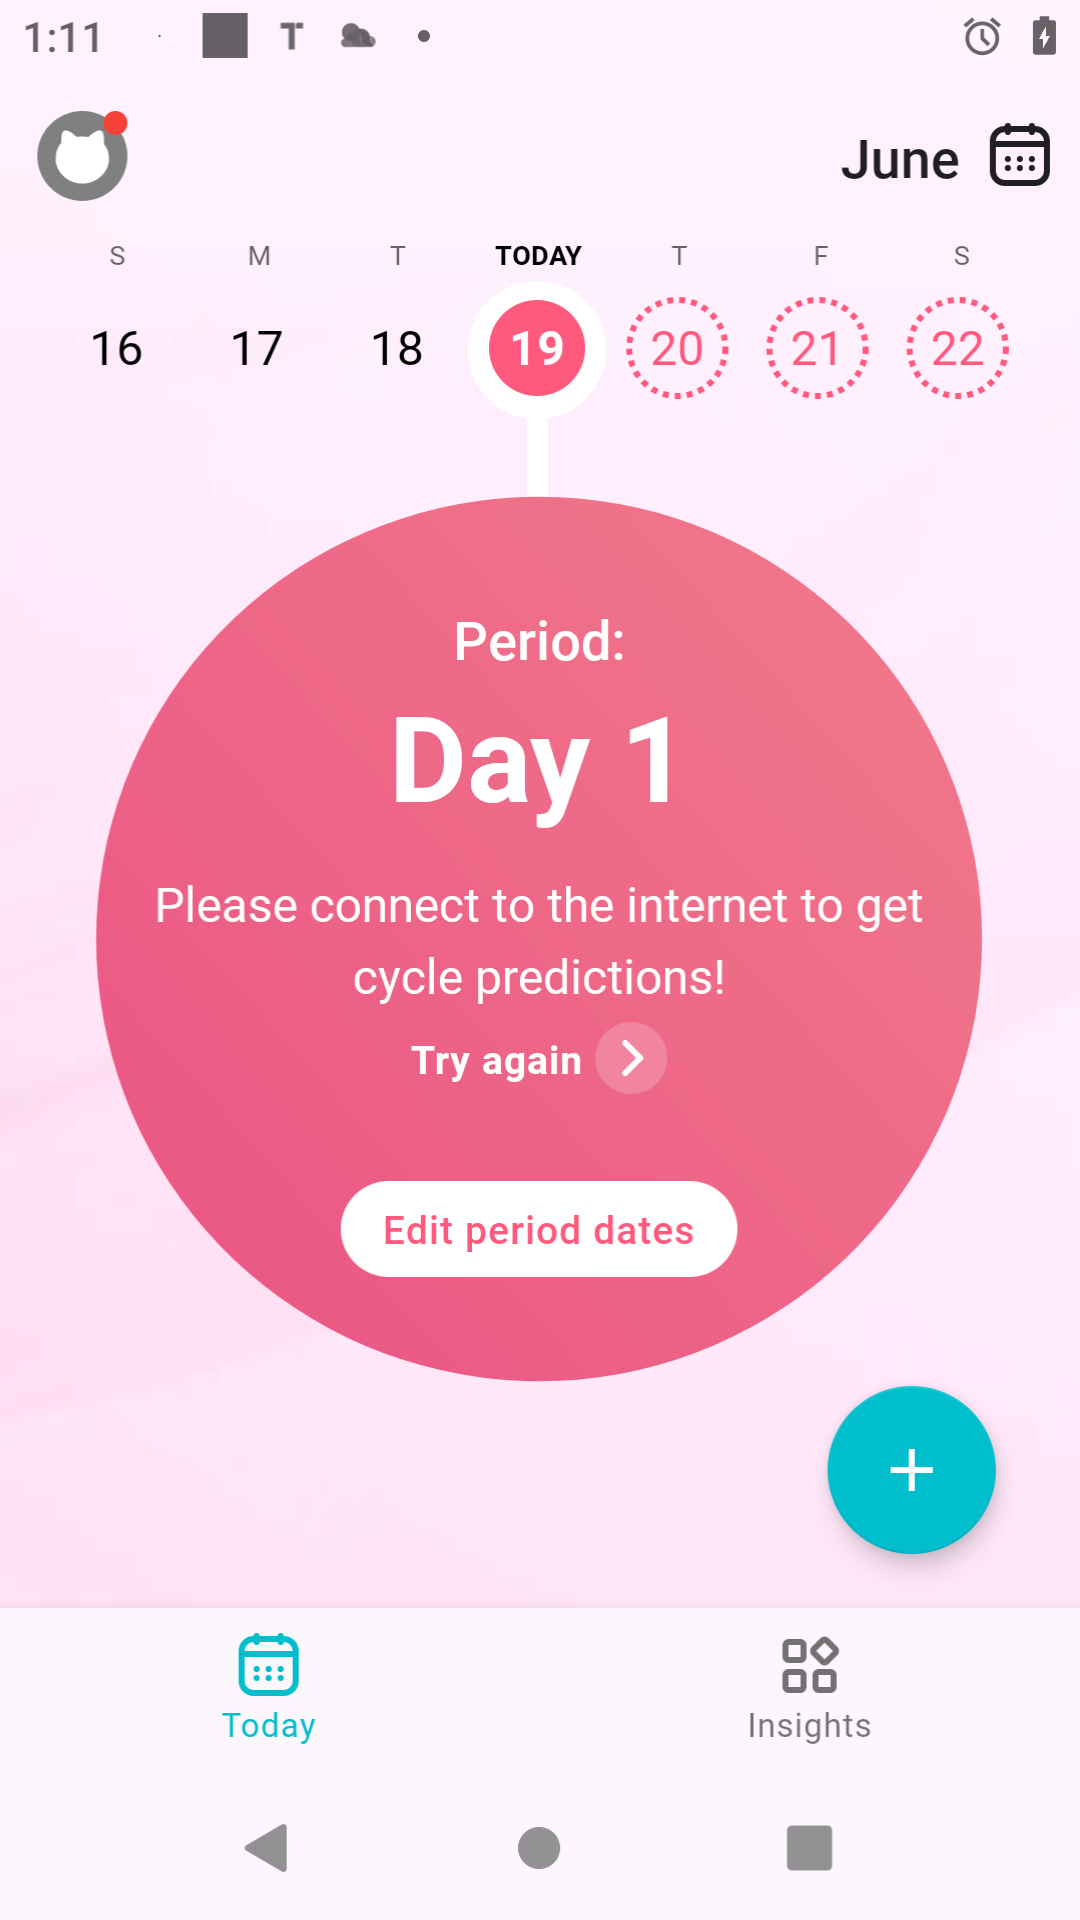 1:11
T
June
S M T TODAY T F S
16 17 18 19 20 21 22
Period:
Day 1
Please connect to the internet to get
cycle predictions!
Try again
Edit period dates
Today
Insights